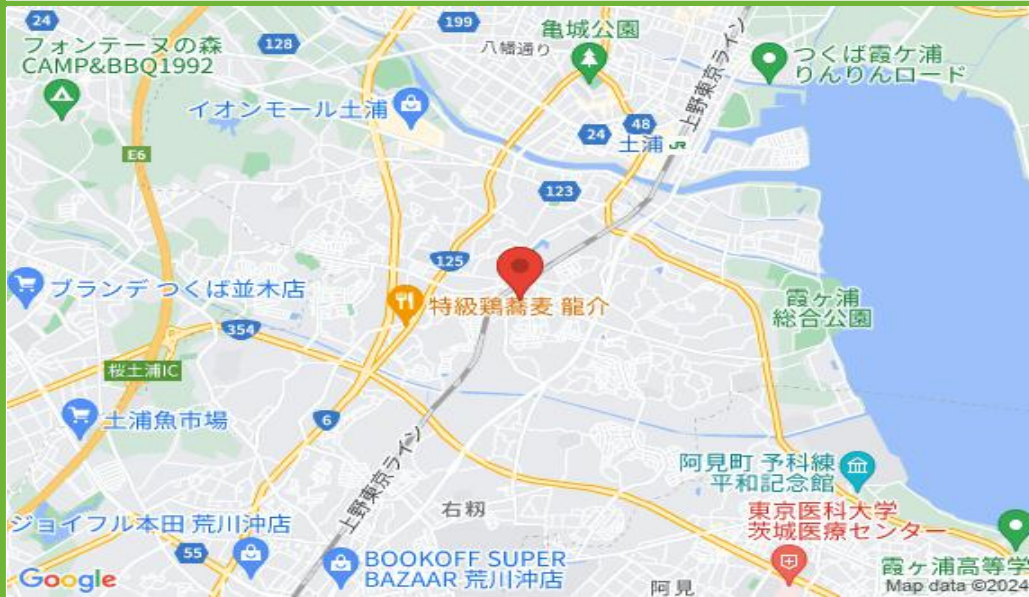 24
199
フォンテーヌの森
CAMP&BBQ1992
128
八幡通り
亀城公園
つくば霞ケ浦
りんりんロード
イオンモール土浦
上野東京ライン
24
48
土浦 JR
E6
123
125
ブランデ つくば並木店
特級鶏蕎麦 龍介
霞ヶ浦
総合公園
354
桜土浦IC
土浦魚市場
6
上野東京ライン
阿見町 予科練
平和記念館
右籾
東京医科大学
茨城医療センター
ジョイフル本田 荒川沖店
55
BOOKOFF SUPER
BAZAAR 荒川沖店
霞ヶ浦高等学
阿見
Google
Map data ©2024